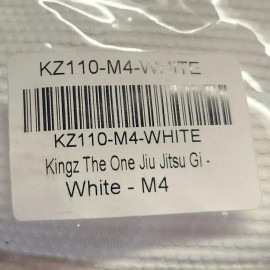 KZ110-M4-WHITE
KZ110-M4-WHITE
Kingz The One Jiu Jitsu Gi -
White - M4